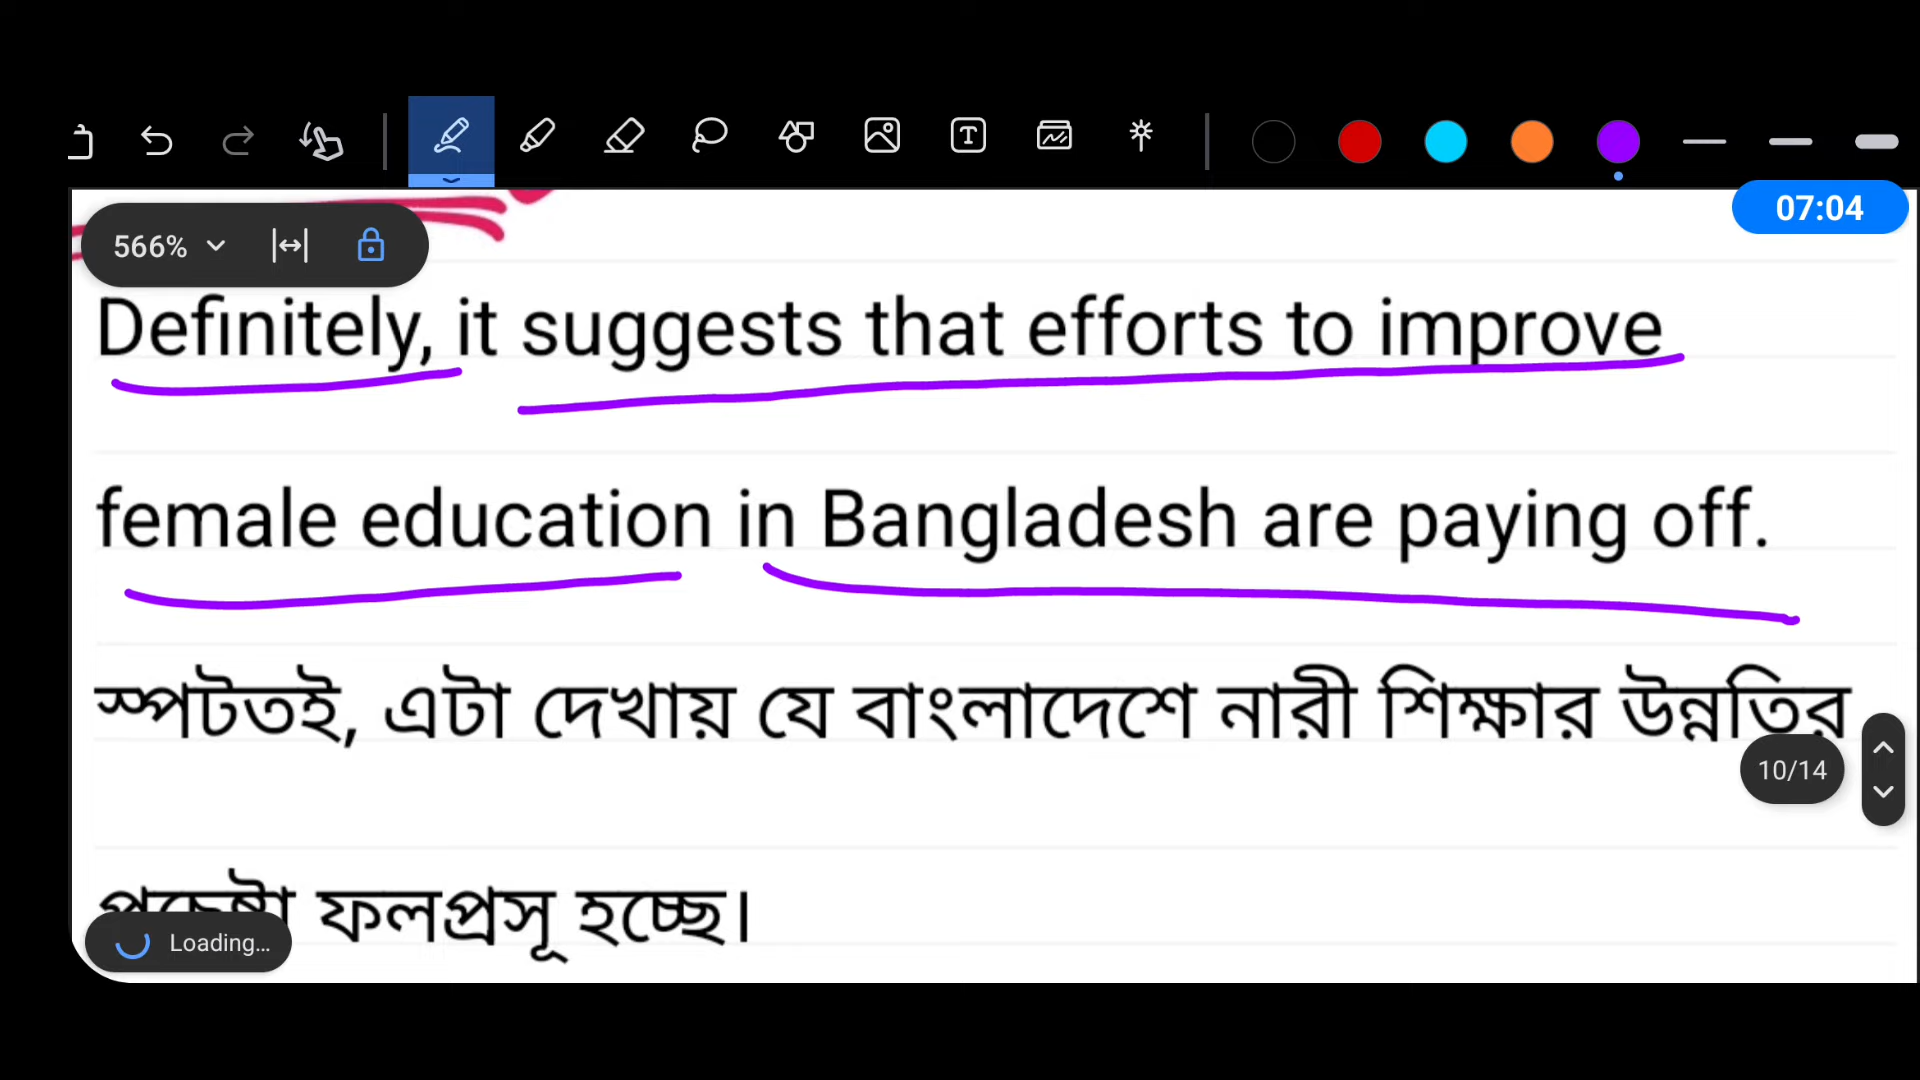 07:04
566%
Definitely, it suggests that efforts to improve
female education in Bangladesh are paying off.
স্পটতই, এটা দেখায় যে বাংলাদেশে নারী শিক্ষার উন্নতির
10/14
প্রচেষ্টা ফলপ্রসূ হচ্ছে।
Loading...